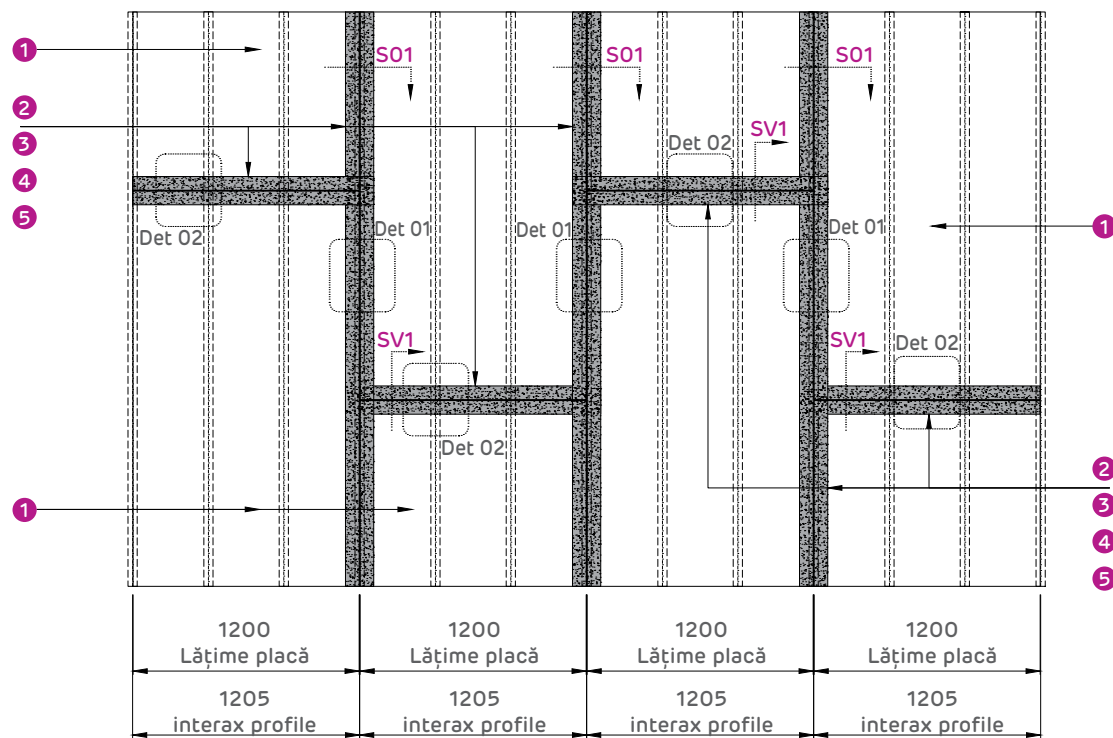 1
S01
S01
S01
2
SV1
3
Det 02
4
5
Det 02
Det 01
Det 01
Det 01
1
SV1
SV1
Det 02
Det 02
2
1
3
4
5
1200
1200
1200
1200
Lățime placă
Lățime placă
Lățime placă
Lățime placă
1205
1205
1205
1205
interax profile
interax profile
interax profile
interax profile